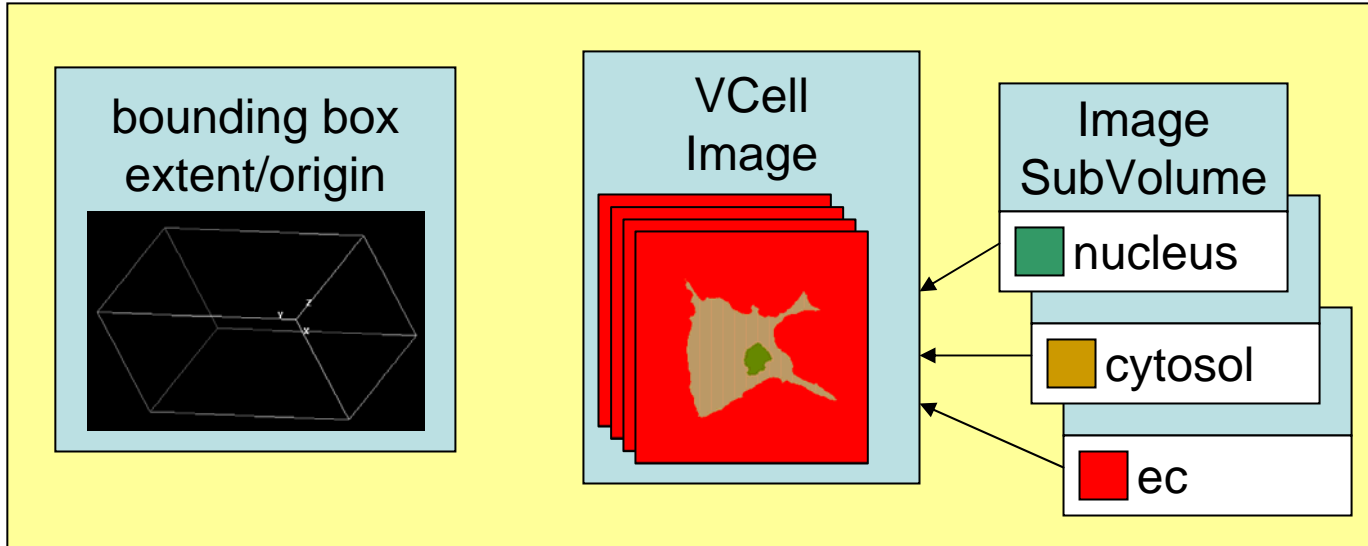 bounding box
extent/origin
z
Y
X
VCell
Image
Image
SubVolume
nucleus
cytosol
ec